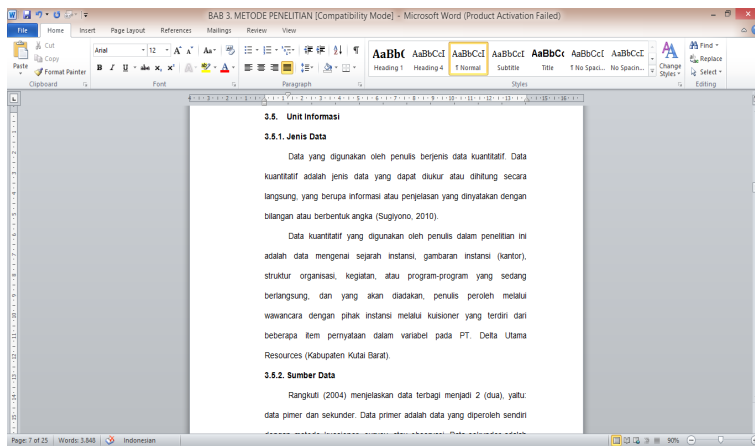 BAB 3. METODE PENELITIAN [Compatibility Mode] - Microsoft Word (Product Activation Failed)
File Home Insert Page Layout References Mailings Review View
Cut
Copy
Format Painter
Paste
Clipboard
Arial 12
Font
Paragraph
AaBb( AaBbCcI AaBbCcI AaBbCcI AaBbCc AaBbCcI AaBbCcI
Heading 1 Heading 4 ¶ Normal Subtitle Title ¶ No Spaci... No Spacin...
Styles
Change Styles
Find
Replace
Select
Editing
3.5. Unit Informasi
3.5.1. Jenis Data
Data yang digunakan oleh penulis berjenis data kuantitatif. Data
kuantitatif adalah jenis data yang dapat diukur atau dihitung secara
langsung, yang berupa informasi atau penjelasan yang dinyatakan dengan
bilangan atau berbentuk angka (Sugiyono, 2010).
Data kuantitatif yang digunakan oleh penulis dalam penelitian ini
adalah data mengenai sejarah instansi, gambaran instansi (kantor),
struktur organisasi, kegiatan, atau program-program yang sedang
berlangsung, dan yang akan diadakan, penulis peroleh melalui
wawancara dengan pihak instansi melalui kuisioner yang terdiri dari
beberapa item pernyataan dalam variabel pada PT. Delta Utama
Resources (Kabupaten Kutai Barat).
3.5.2. Sumber Data
Rangkuti (2004) menjelaskan data terbagi menjadi 2 (dua), yaitu:
data pimer dan sekunder. Data primer adalah data yang diperoleh sendiri
Page: 7 of 25 Words: 3.848 Indonesian 90%